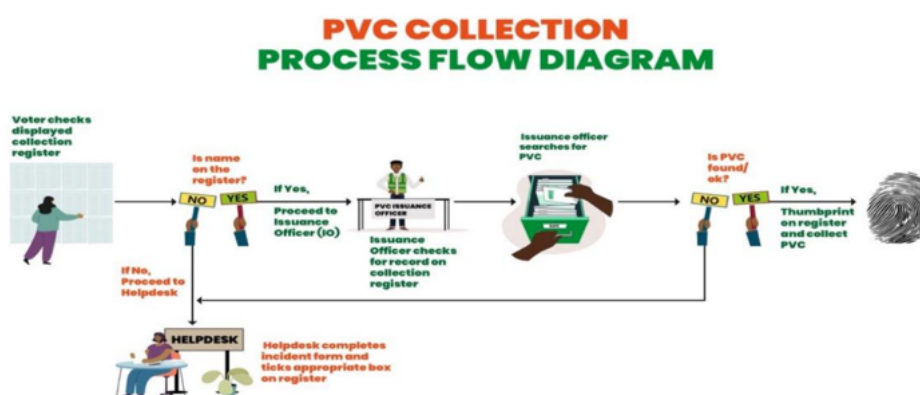 PVC COLLECTION
PROCESS FLOW DIAGRAM
Voter checks
displayed
collection
register
Is name
on the
register?
NO
YES
If Yes,
Proceed to
Issuance
Officer (IO)
PVC ISSUANCE
OFFICER
Issuance
Officer checks
for record on
collection
register
Issuance officer
searches for
PVC
Is PVC
found/
ok?
NO
YES
If Yes,
Thumbprint
on register
and collect
PVC
If No,
Proceed to
Helpdesk
HELPDESK
Helpdesk completes
incident form and
ticks appropriate box
on register